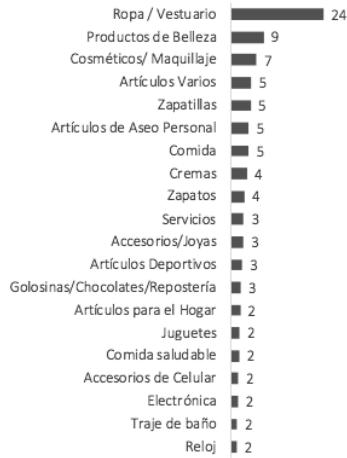 Ropa / Vestuario 24
Productos de Belleza 9
Cosméticos/ Maquillaje 7
Artículos Varios 5
Zapatillas 5
Artículos de Aseo Personal 5
Comida 5
Cremas 4
Zapatos 4
Servicios 3
Accesorios/Joyas 3
Artículos Deportivos 3
Golosinas/Chocolates/Repostería 3
Artículos para el Hogar 2
Juguetes 2
Comida saludable 2
Accesorios de Celular 2
Electrónica 2
Traje de baño 2
Reloj 2